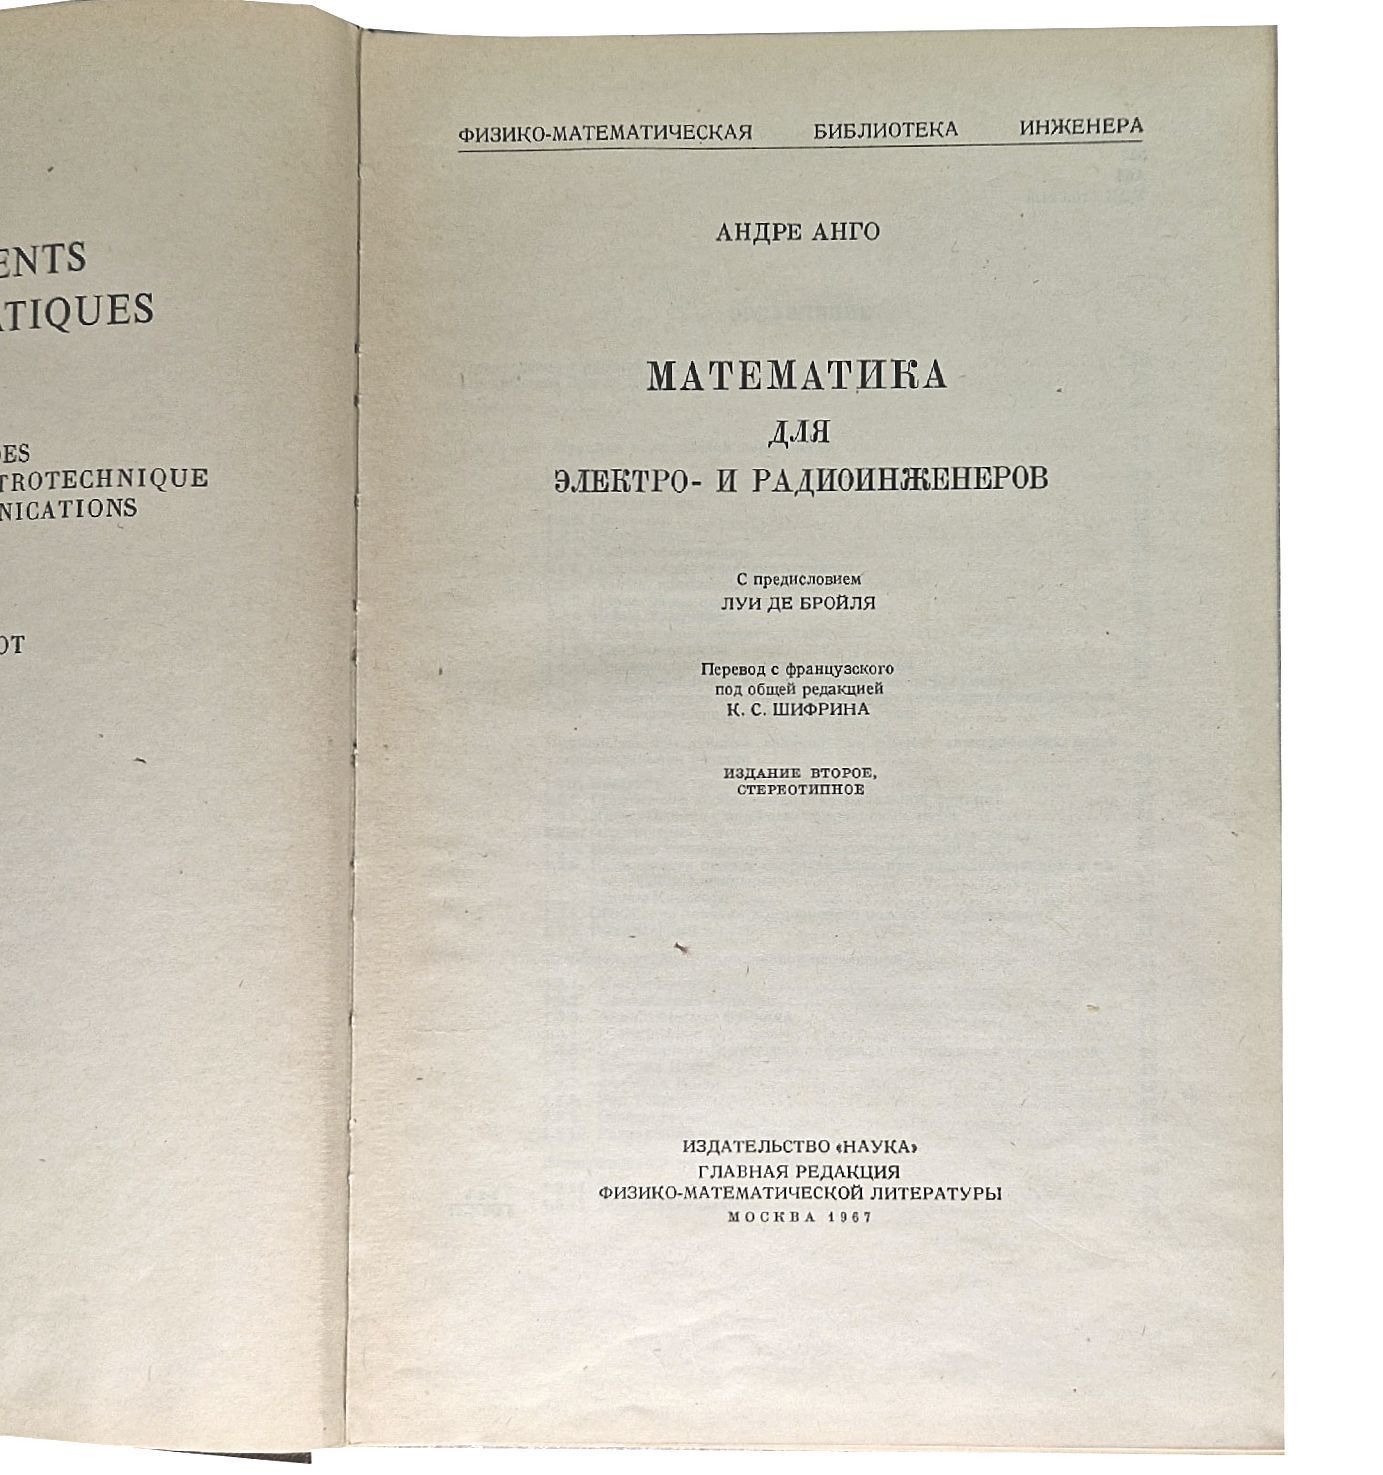 ENTS
ATIQUES
DES
TROTECHNIQUE
NICATIONS
OT
ФИЗИКО-МАТЕМАТИЧЕСКАЯ БИБЛИОТЕКА ИНЖЕНЕРА
АНДРЕ АНГО
МАТЕМАТИКА
ДЛЯ
ЭЛЕКТРО- И РАДИОИНЖЕНЕРОВ
С предисловием
ЛУИ ДЕ БРОЙЛЯ
Перевод с французского
под общей редакцией
К. С. ШИФРИНА
ИЗДАНИЕ ВТОРОЕ,
СТЕРЕОТИПНОЕ
ИЗДАТЕЛЬСТВО «НАУКА»
ГЛАВНАЯ РЕДАКЦИЯ
ФИЗИКО-МАТЕМАТИЧЕСКОЙ ЛИТЕРАТУРЫ
МОСКВА 1967